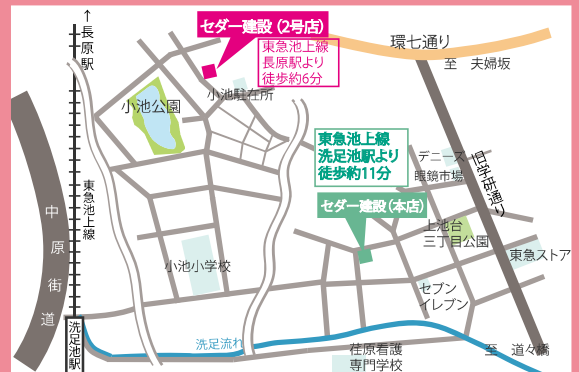 ↑長原駅
セダー建設(2号店)
東急池上線
長原駅より
徒歩約6分
環七通り
至　夫婦坂
小池公園
小池駐在所
東急池上線
洗足池駅より
徒歩約11分
デニーズ
眼鏡市場
旧学研通り
東急池上線
セダー建設(本店)
上池台
三丁目公園
中原街道
小池小学校
東急ストア
セブン
イレブン
洗足池駅
洗足流れ
荏原看護
専門学校
至　道々橋